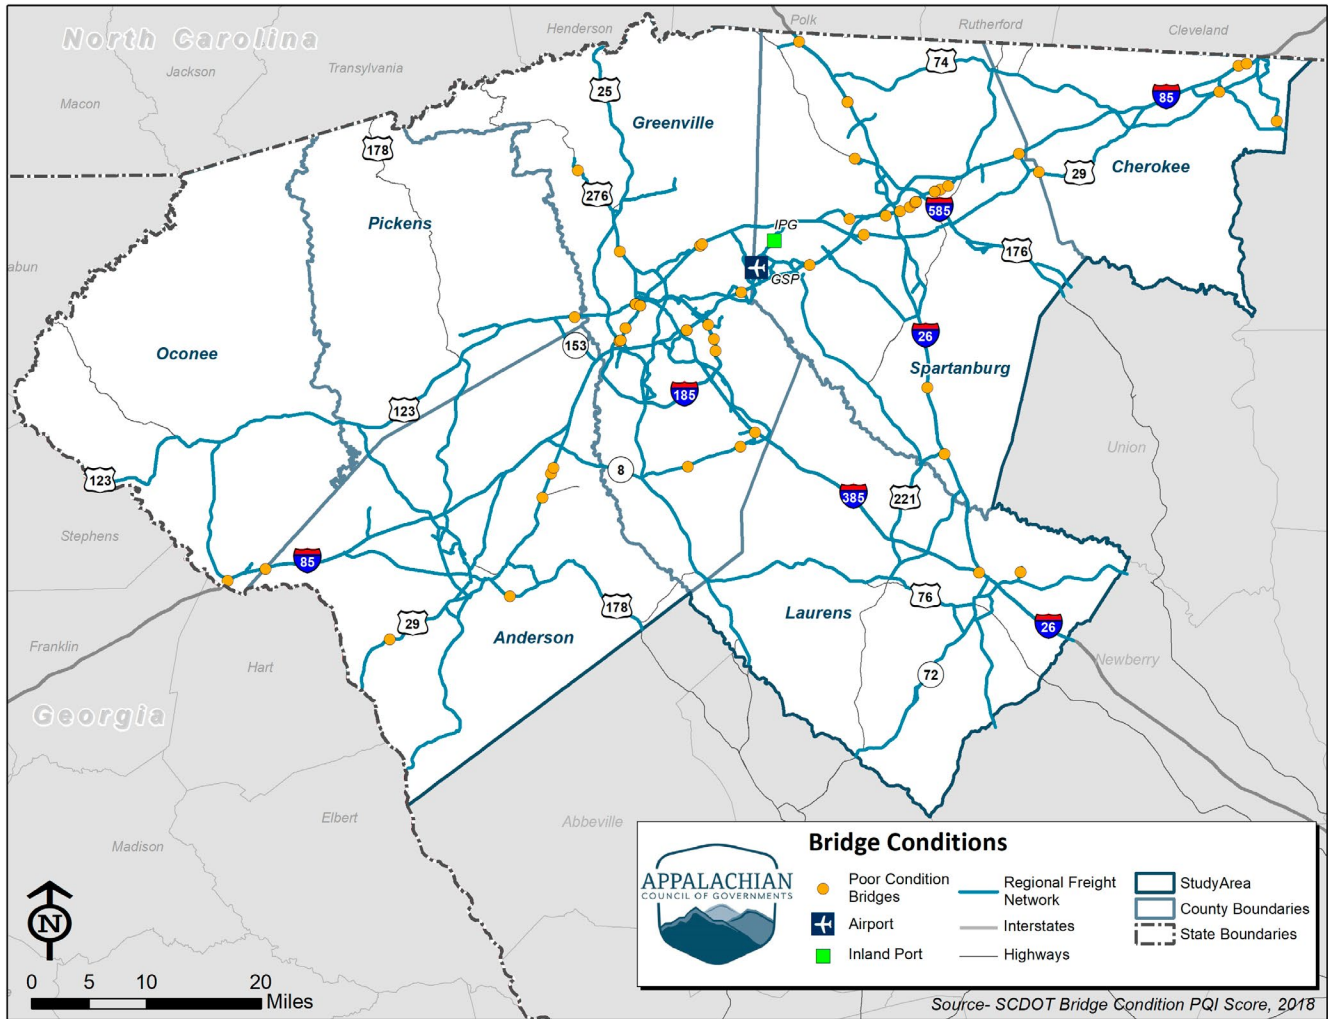 North Carolina
Henderson
Polk
Rutherford
Cleveland
Jackson
Transylvania
Macon
74
25
85
Greenville
178
Cherokee
29
276
585
Pickens
IPG
176
abun
GSP
26
153
Oconee
Spartanburg
185
123
Union
8
123
385
221
Stephens
85
76
178
Laurens
29
26
Anderson
Franklin
Hart
Newberry
72
Georgia
Elbert
Abbeville
Madison
Bridge Conditions
APPALACHIAN
COUNCIL OF GOVERNMENTS
Poor Condition
Bridges
Airport
Inland Port
Regional Freight
Network
Interstates
Highways
StudyArea
County Boundaries
State Boundaries
N
0 5 10 20
Miles
Source- SCDOT Bridge Condition PQI Score, 2018